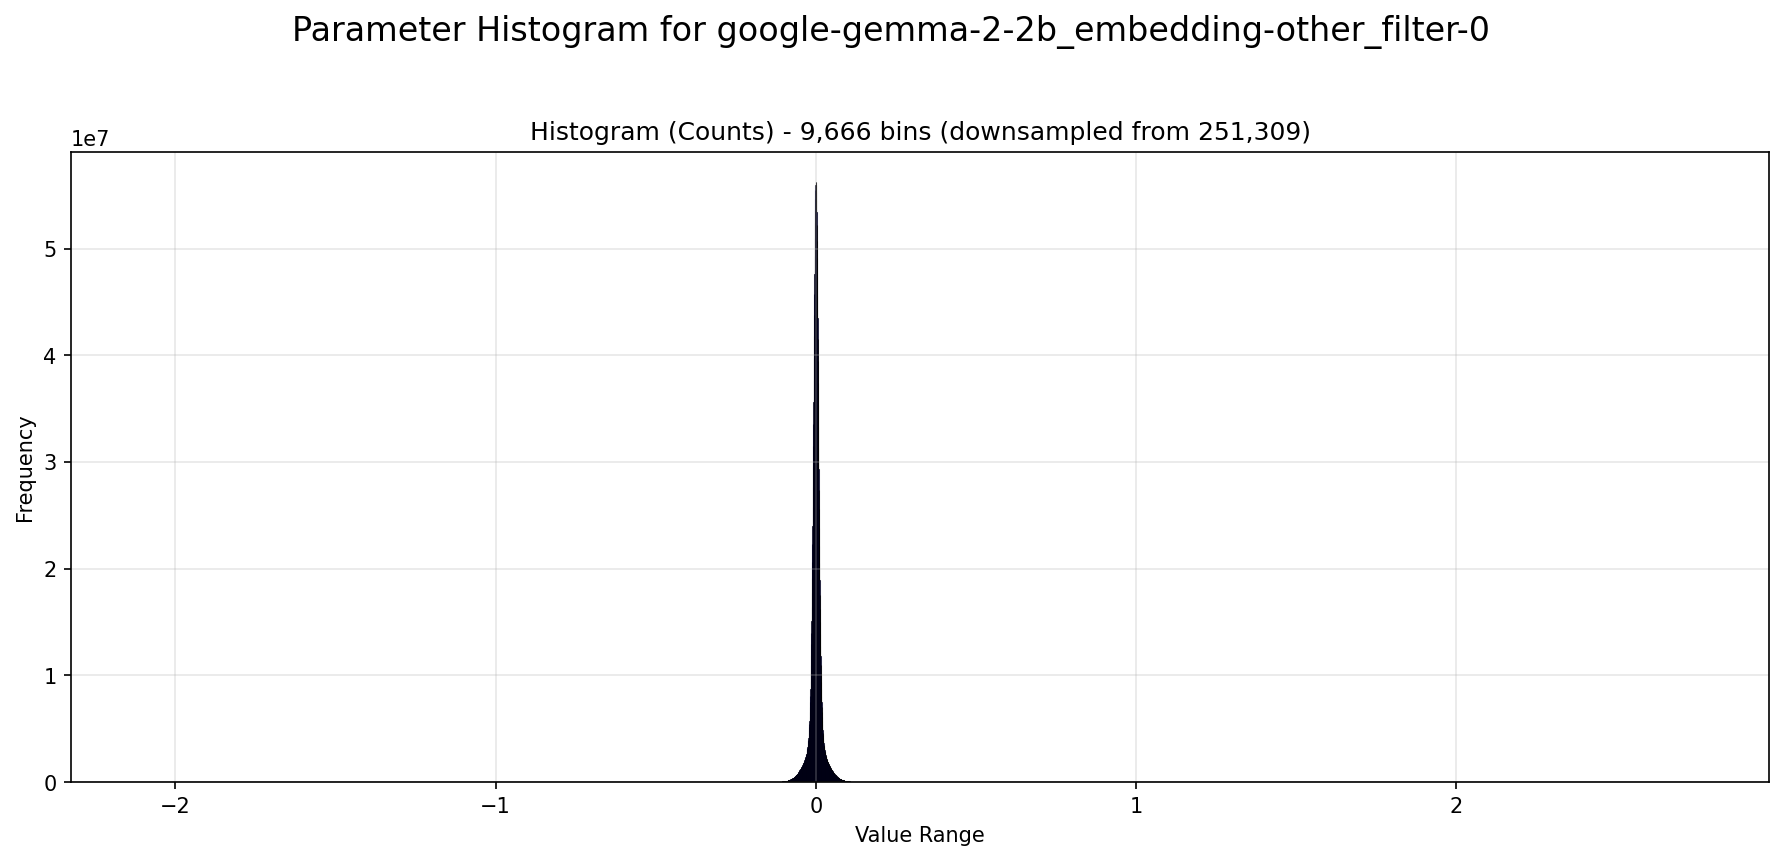 Parameter Histogram for google-gemma-2-2b_embedding-other_filter-0
Histogram (Counts) - 9,666 bins (downsampled from 251,309)
1e7
5
4
3
2
1
0
Frequency
−2
−1
0
1
2
Value Range